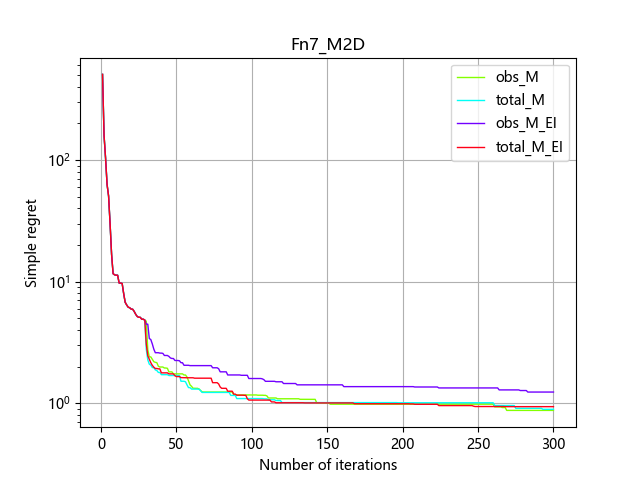 Fn7_M2D
obs_M
total_M
obs_M_EI
total_M_EI
Simple regret
10²
10¹
10⁰
0 50 100 150 200 250 300
Number of iterations